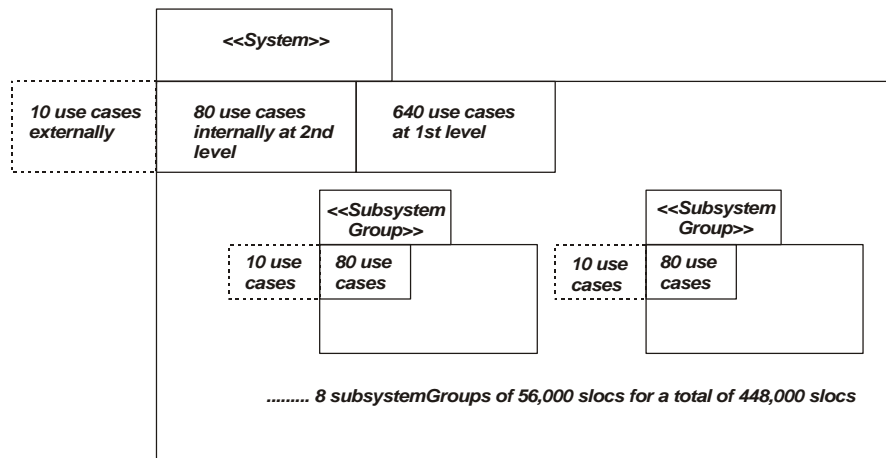 <<System>>
10 use cases
externally
80 use cases
internally at 2nd
level
640 use cases
at 1st level
<<Subsystem
Group>>
10 use
cases
80 use
cases
<<Subsystem
Group>>
10 use
cases
80 use
cases
......... 8 subsystemGroups of 56,000 slocs for a total of 448,000 slocs